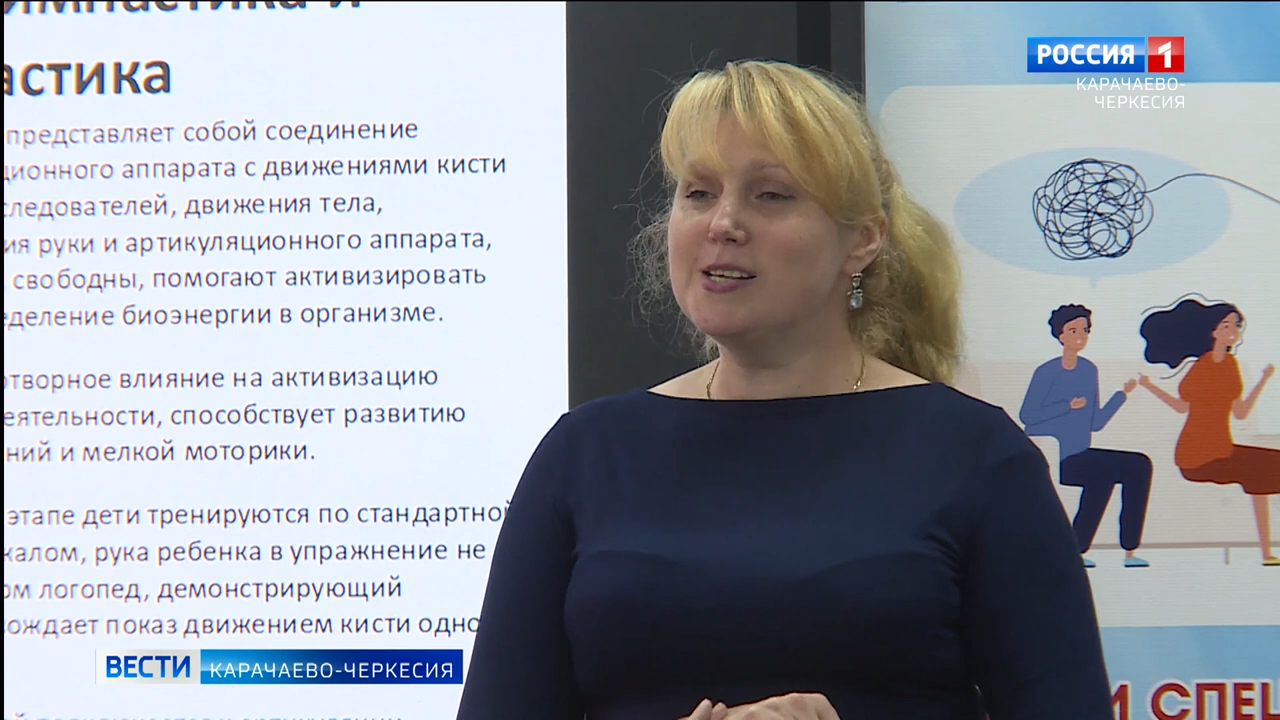 астика
представляет собой соединение
ционного аппарата с движениями кисти
следователей, движения тела,
ия руки и артикуляционного аппарата,
свободны, помогают активизировать
еделение биоэнергии в организме.
отворное влияние на активизацию
еятельности, способствует развитию
ний и мелкой моторики.
этапе дети тренируются по стандартной
калом, рука ребенка в упражнение не
ом логопед, демонстрирующий
ождает показ движением кисти одно
РОССИЯ 1
КАРАЧАЕВО-
ЧЕРКЕСИЯ
И СПЕЦ
ВЕСТИ КАРАЧАЕВО-ЧЕРКЕСИЯ